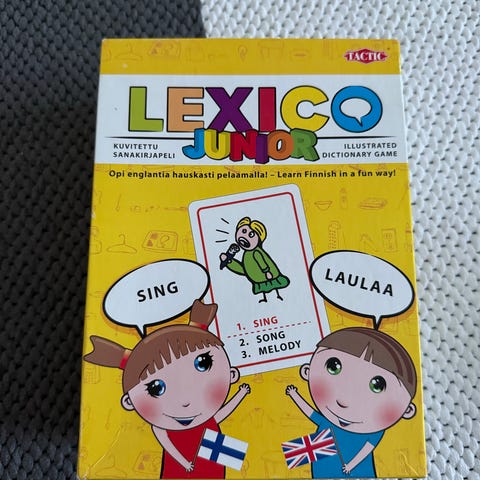 TACTIC
LEXICO
JUNIOR
KUVITETTU
SANAKIRJAPELI
ILLUSTRATED
DICTIONARY GAME
Opi englantia hauskasti pelaamalla! – Learn Finnish in a fun way!
SING
LAULAA
1. SING
2. SONG
3. MELODY